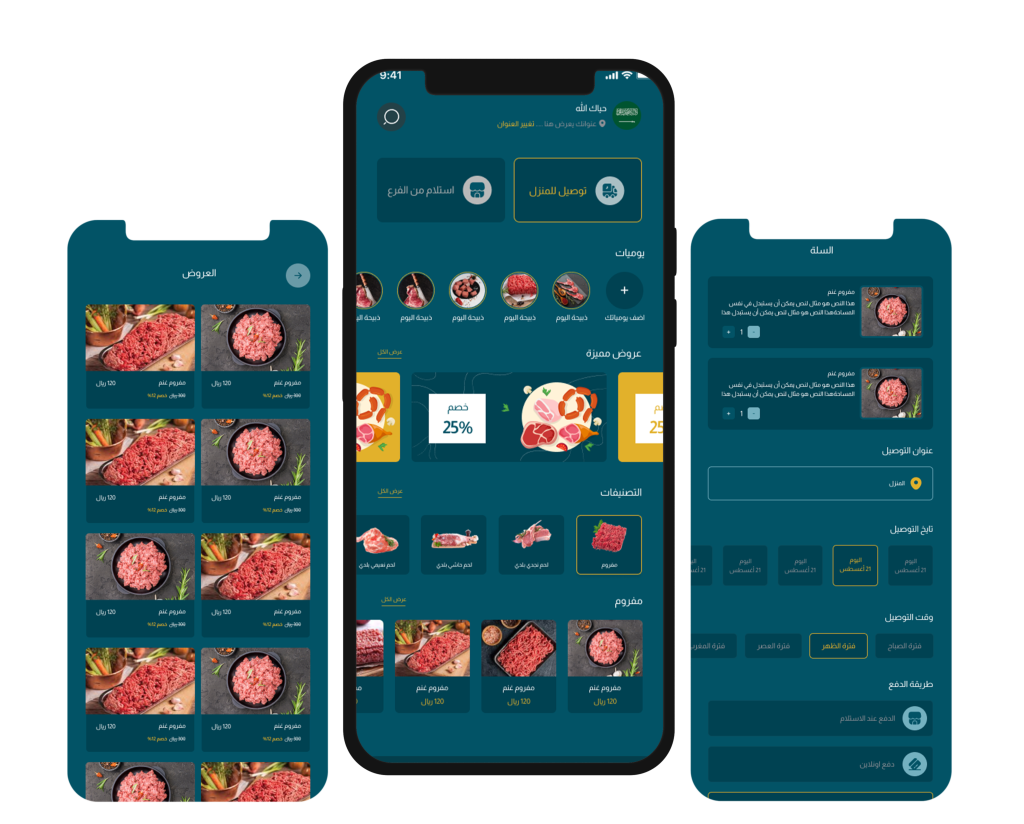 العروض
مفروم غنم
120 ريال
300 ريال خصم 12%
مفروم غنم
120 ريال
300 ريال خصم 12%
مفروم غنم
120 ريال
300 ريال خصم 12%
مفروم غنم
120 ريال
300 ريال خصم 12%
مفروم غنم
120 ريال
300 ريال خصم 12%
مفروم غنم
120 ريال
300 ريال خصم 12%
مفروم غنم
120 ريال
300 ريال خصم 12%
مفروم غنم
120 ريال
300 ريال خصم 12%
9:41
حياك الله
عنوانك يعرض هنا ... تغيير العنوان
توصيل للمنزل
استلام من الفرع
يوميات
اضف يومياتك
ذبيحة اليوم
ذبيحة اليوم
ذبيحة اليوم
ذبيحة اليوم
ذبيحة الي
عروض مميزة
عرض الكل
خصم
25%
25
التصنيفات
عرض الكل
مفروم
لحم نجدي بلدي
لحم حاشي بلدي
لحم نعيمي بلدي
مفروم
عرض الكل
مفروم غنم
120 ريال
مفروم غنم
120 ريال
مفروم غنم
120 ريال
السلة
مفروم غنم
هذا النص هو مثال لنص يمكن أن يستبدل في نفس
المساحةهذا النص هو مثال لنص يمكن أن يستبدل هذا
+ 1 -
مفروم غنم
هذا النص هو مثال لنص يمكن أن يستبدل في نفس
المساحةهذا النص هو مثال لنص يمكن أن يستبدل هذا
+ 1 -
عنوان التوصيل
المنزل
تايخ التوصيل
اليوم
21 أغسطس
اليوم
21 أغسطس
اليوم
21 أغسطس
اليوم
21 أغسطس
وقت التوصيل
فترة الصباح
فترة الظهر
فترة العصر
فترة المغرب
طريقة الدفع
الدفع عند الاستلام
دفع اونلاين